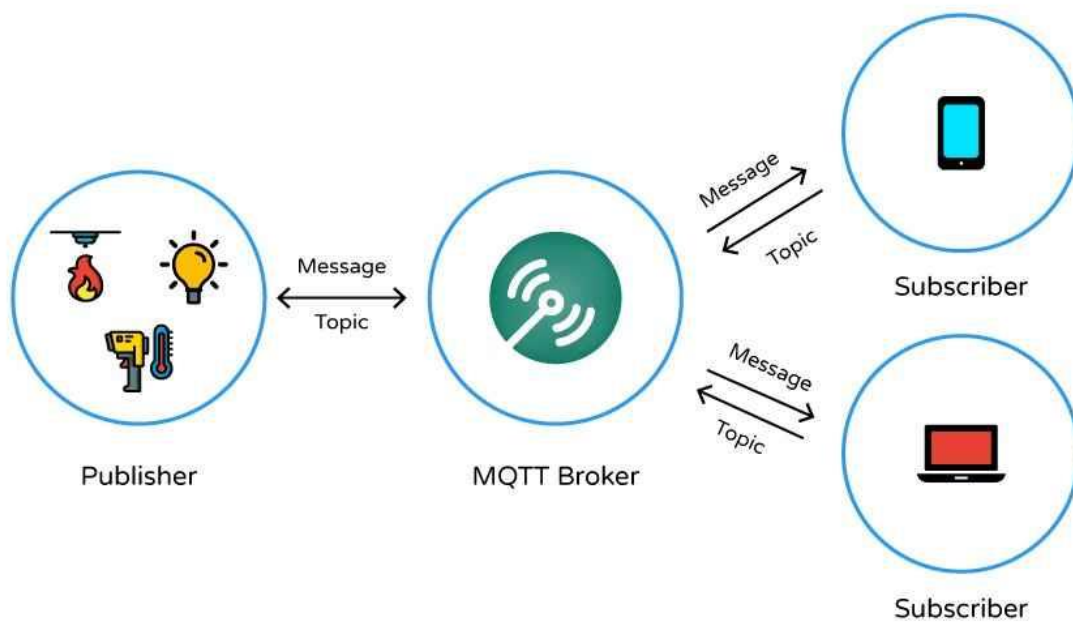 Message
Topic
Publisher
MQTT Broker
Message
Topic
Subscriber
Message
Topic
Subscriber